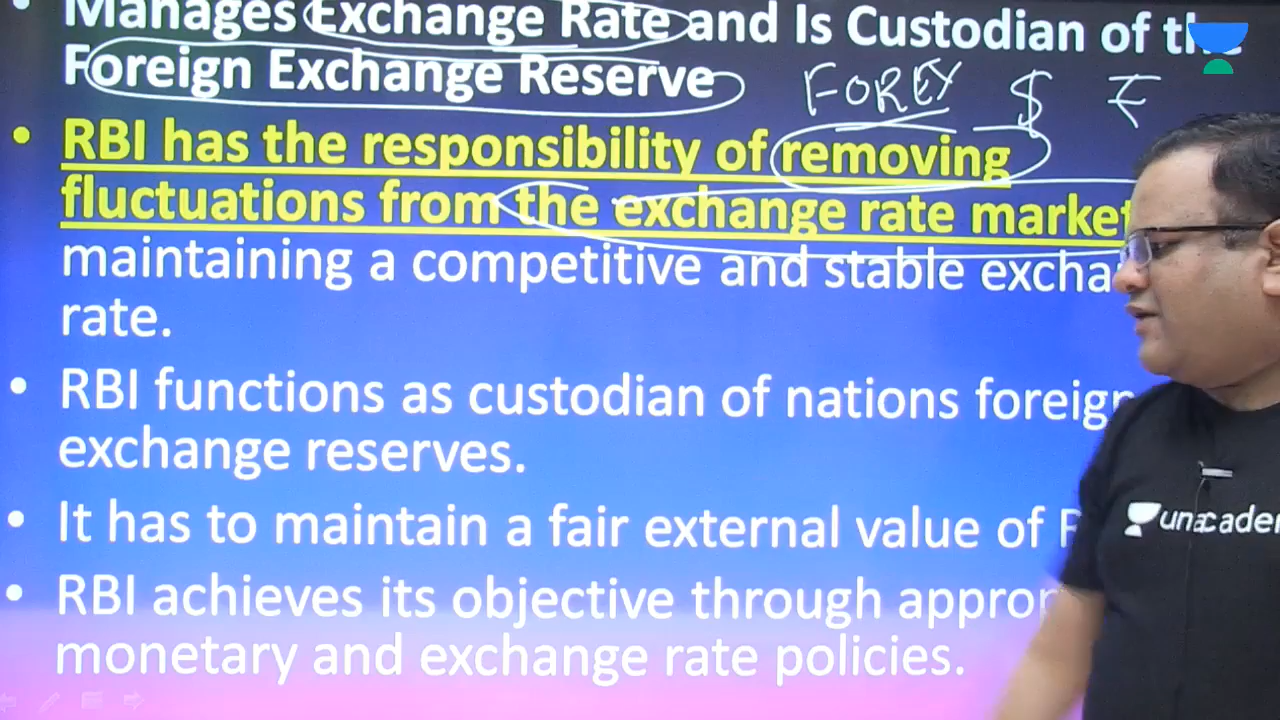 Manages Exchange Rate and Is Custodian of the
Foreign Exchange Reserve
FOREX $ ₹
• RBI has the responsibility of removing
fluctuations from the exchange rate market
maintaining a competitive and stable excha
rate.
• RBI functions as custodian of nations foreign
exchange reserves.
• It has to maintain a fair external value of
• RBI achieves its objective through approp
monetary and exchange rate policies.
unacader